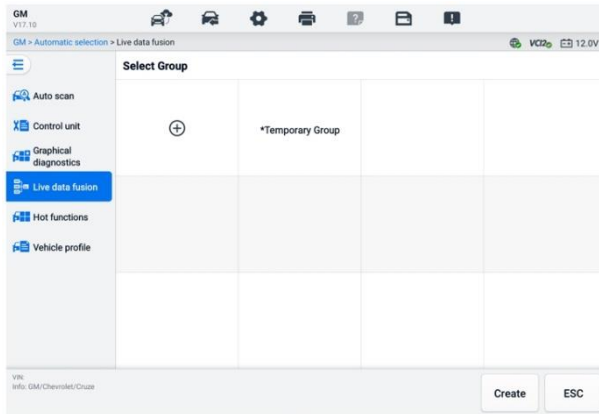 GM
V17.10
GM > Automatic selection > Live data fusion
VCI2
12.0V
Select Group
Auto scan
Control unit
Graphical
diagnostics
Live data fusion
Hot functions
Vehicle profile
*Temporary Group
VIN:
Info: GM/Chevrolet/Cruze
Create
ESC